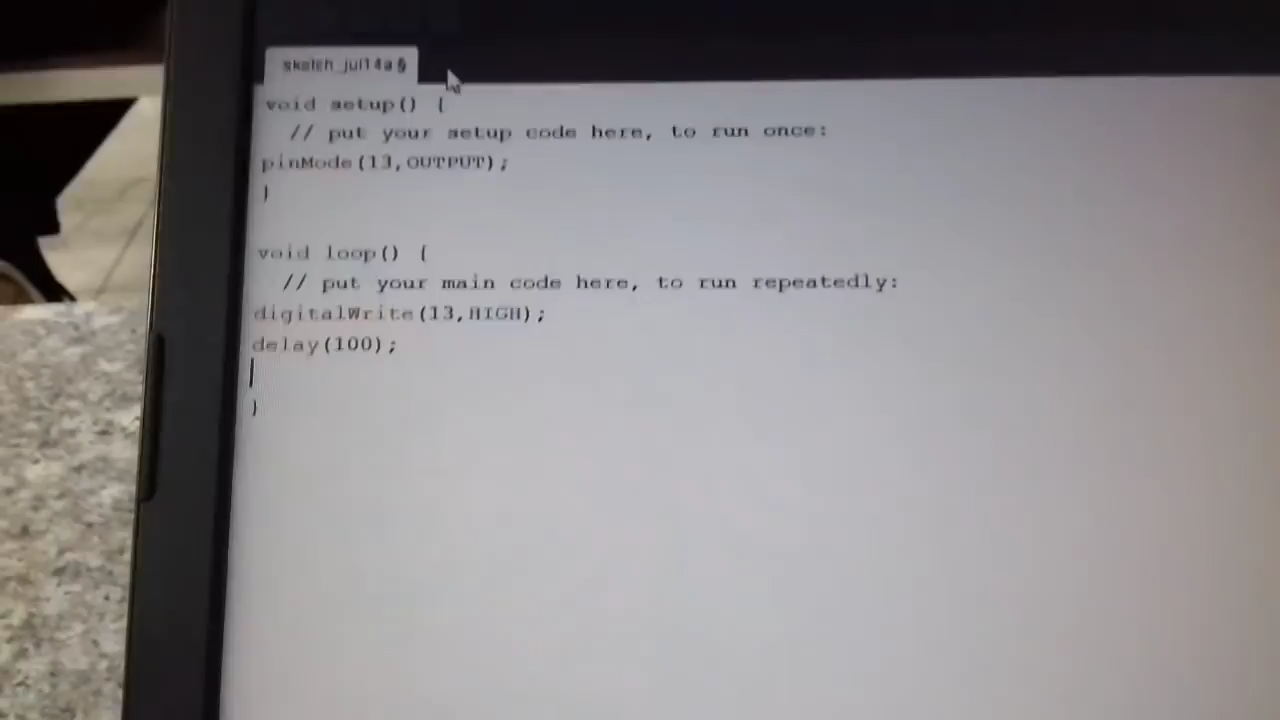 sketch_jul14a §
void setup() {
// put your setup code here, to run once:
pinMode(13,OUTPUT);
}
void loop() {
// put your main code here, to run repeatedly:
digitalWrite(13,HIGH);
delay(100);
}